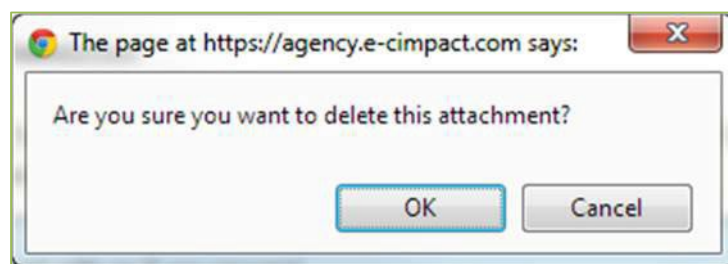 The page at https://agency.e-cimpact.com says:
Are you sure you want to delete this attachment?
OK
Cancel